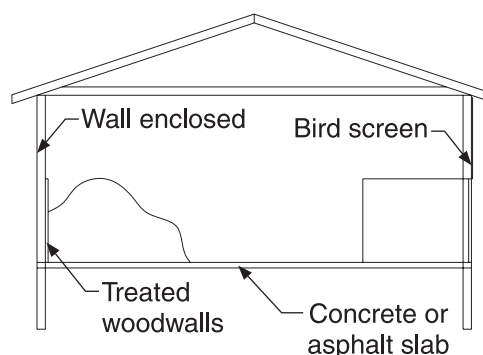 Wall enclosed
Bird screen
Treated
woodwalls
Concrete or
asphalt slab